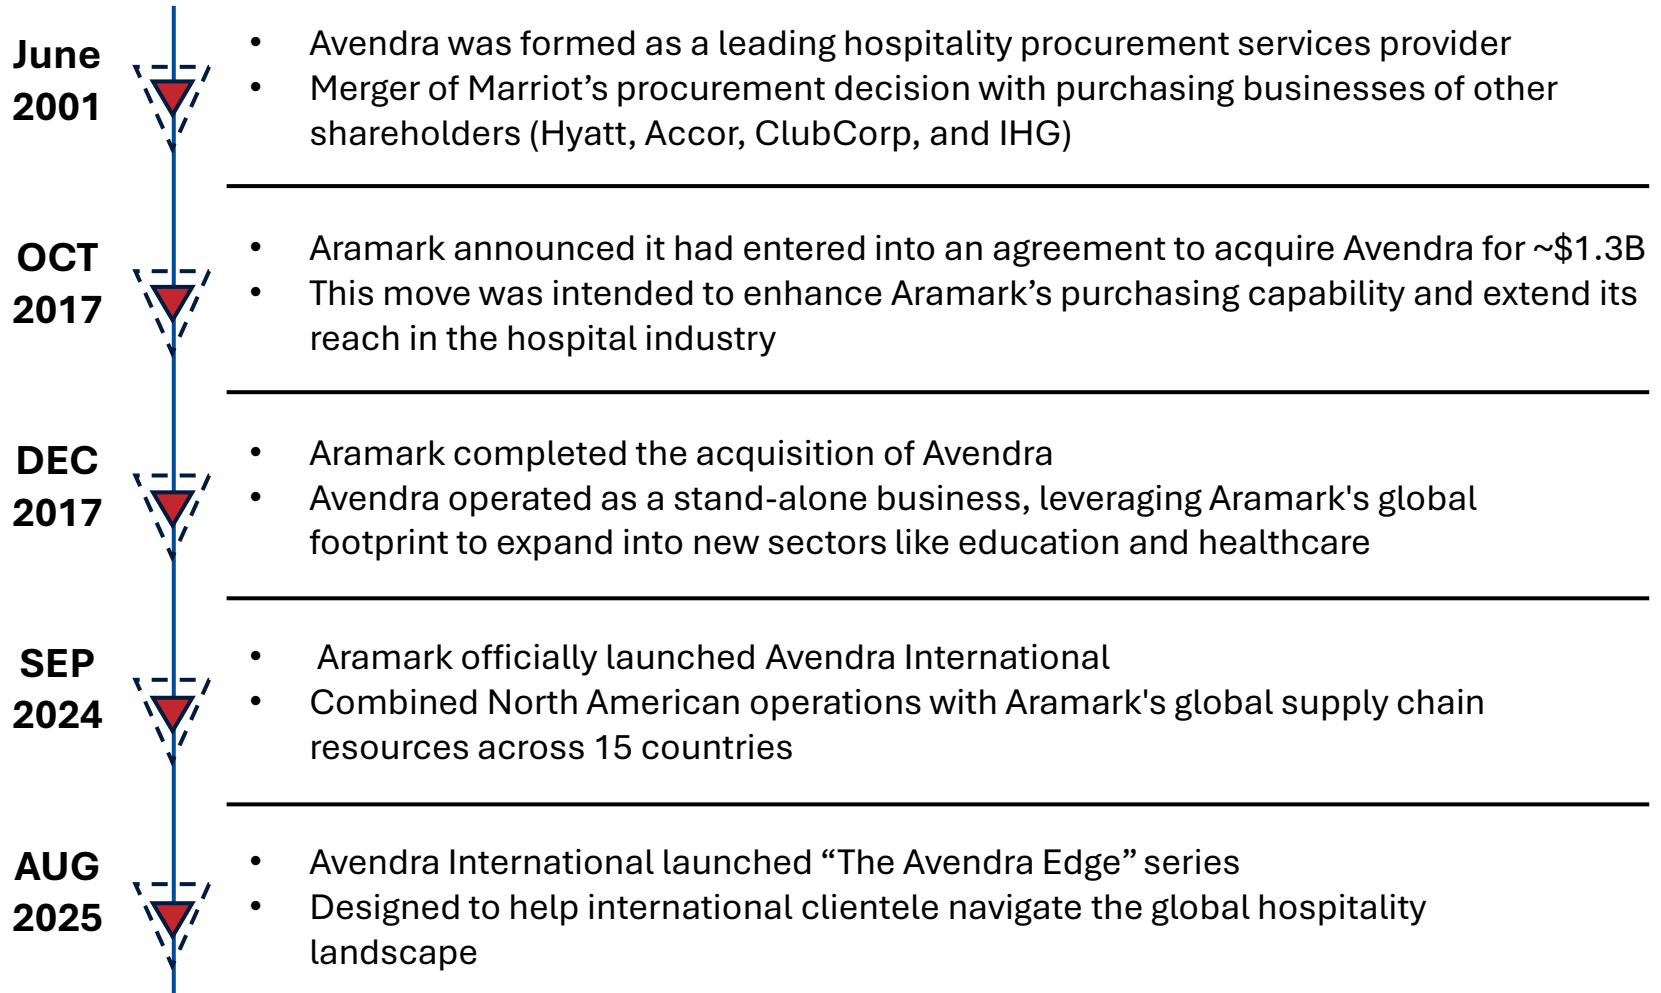 June
2001
• Avendra was formed as a leading hospitality procurement services provider
• Merger of Marriot’s procurement decision with purchasing businesses of other
shareholders (Hyatt, Accor, ClubCorp, and IHG)
OCT
2017
• Aramark announced it had entered into an agreement to acquire Avendra for ~$1.3B
• This move was intended to enhance Aramark’s purchasing capability and extend its
reach in the hospital industry
DEC
2017
• Aramark completed the acquisition of Avendra
• Avendra operated as a stand-alone business, leveraging Aramark's global
footprint to expand into new sectors like education and healthcare
SEP
2024
• Aramark officially launched Avendra International
• Combined North American operations with Aramark's global supply chain
resources across 15 countries
AUG
2025
• Avendra International launched “The Avendra Edge” series
• Designed to help international clientele navigate the global hospitality
landscape